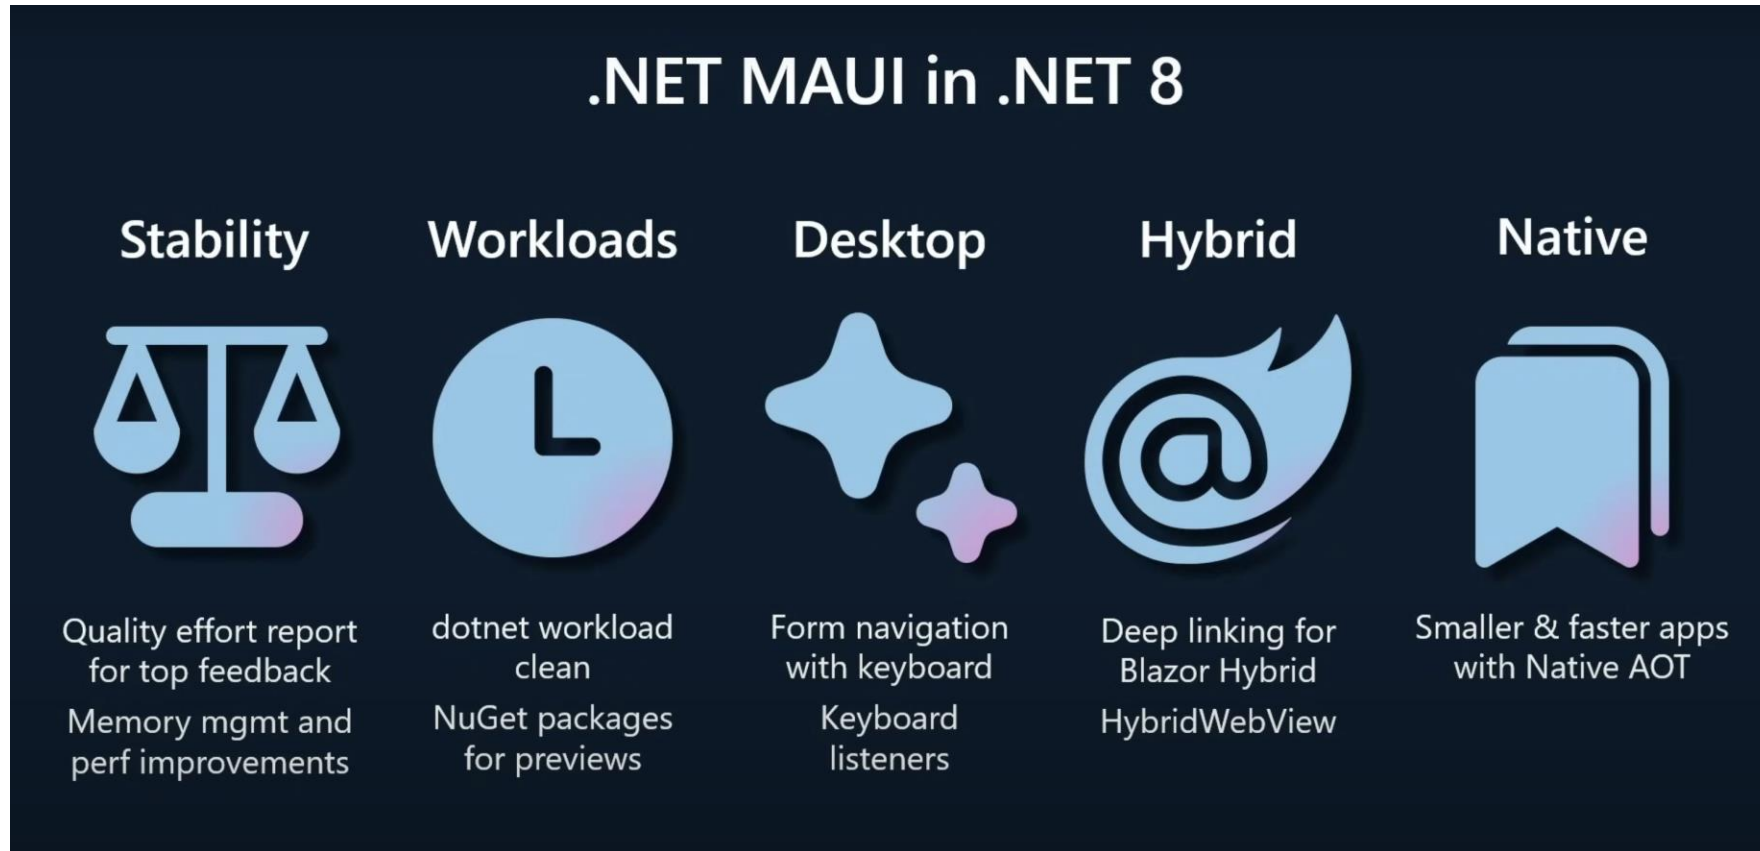 .NET MAUI in .NET 8
Stability
Quality effort report
for top feedback
Memory mgmt and
perf improvements
Workloads
dotnet workload
clean
NuGet packages
for previews
Desktop
Form navigation
with keyboard
Keyboard
listeners
Hybrid
@
Deep linking for
Blazor Hybrid
HybridWebView
Native
Smaller & faster apps
with Native AOT